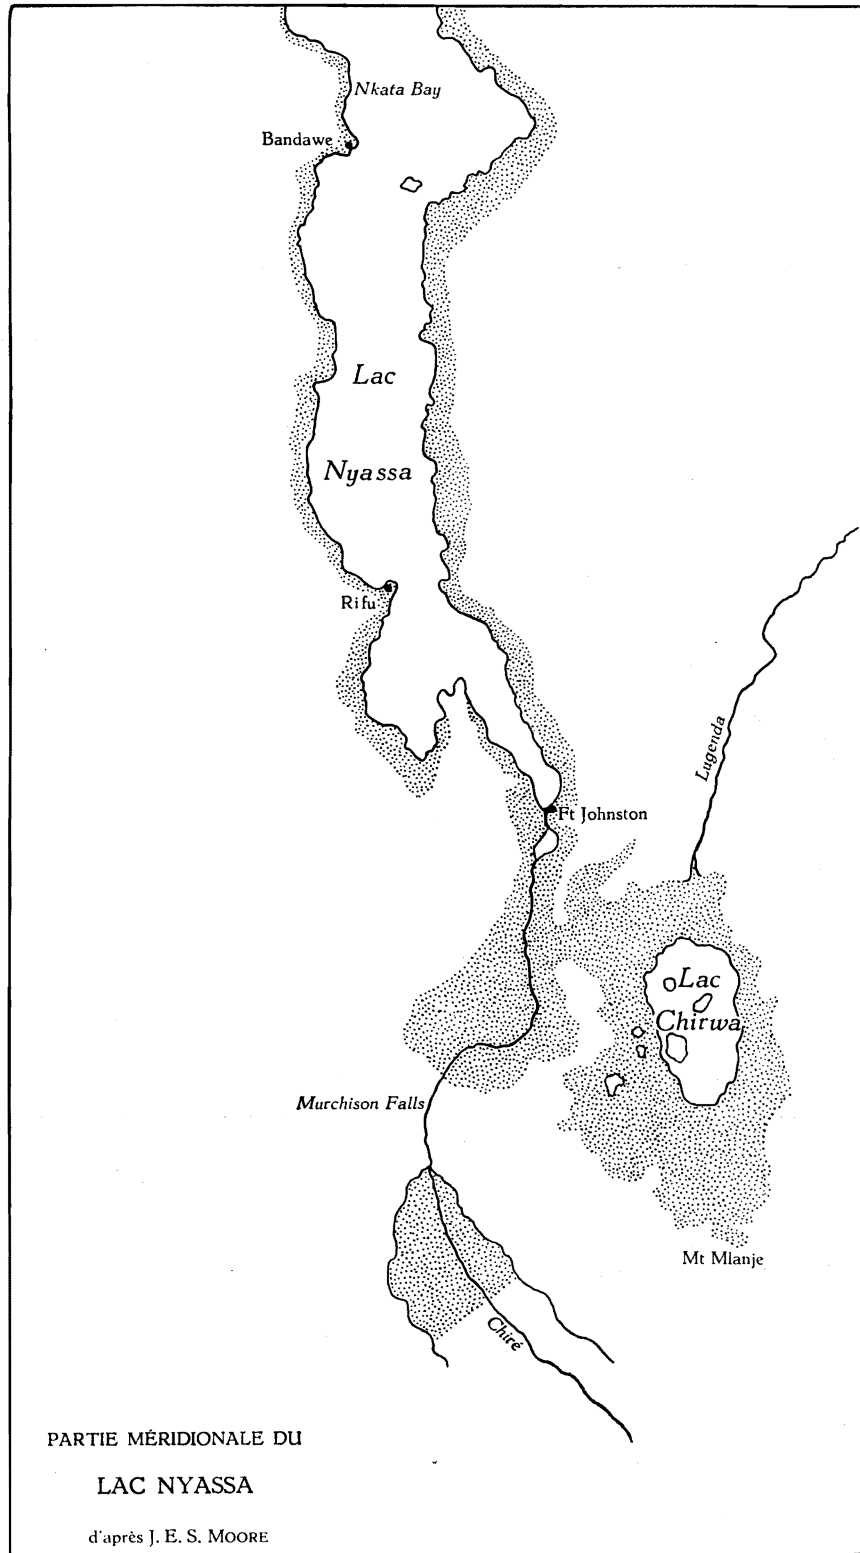 Nkata Bay
Bandawe
Lac
Nyassa
Rifu
Lugenda
Ft Johnston
Lac
Chirwa
Murchison Falls
Mt Mlanje
Chiré
PARTIE MÉRIDIONALE DU
LAC NYASSA
d'après J. E. S. MOORE